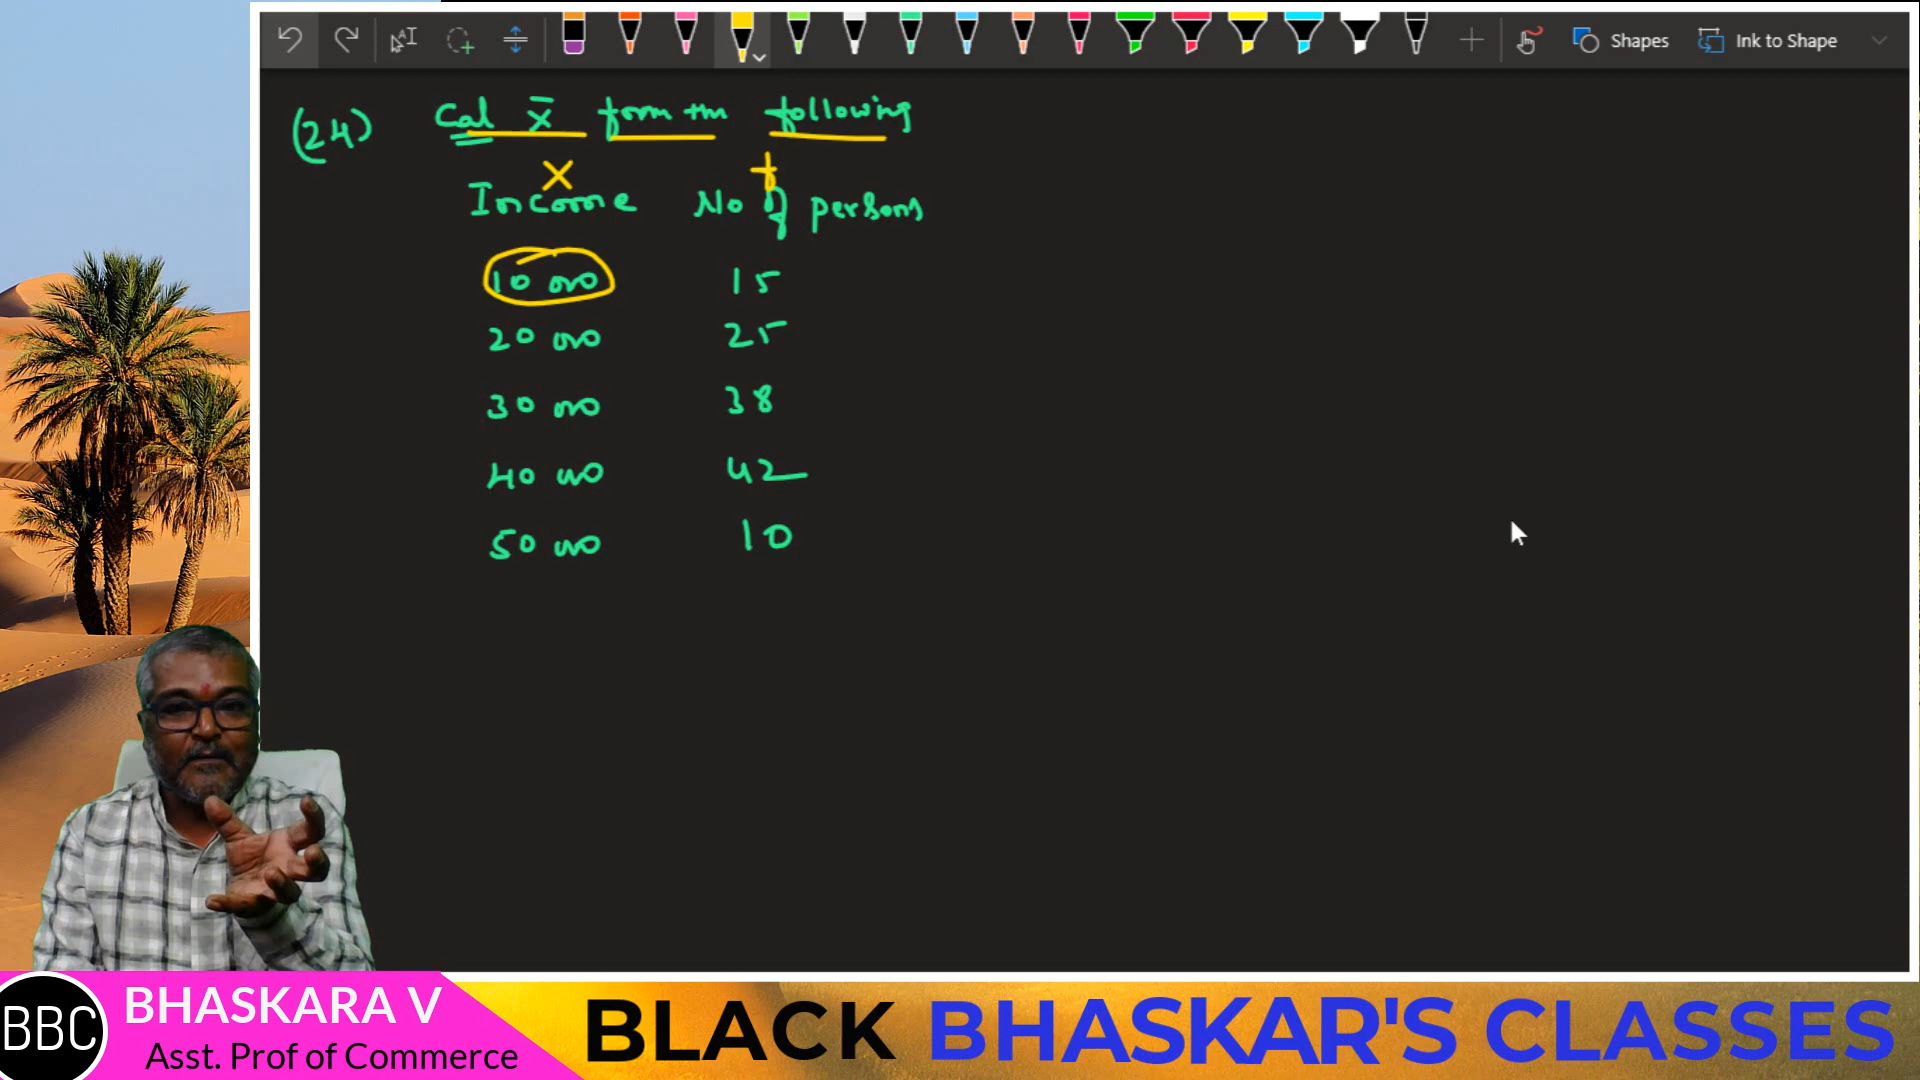 Shapes
Ink to Shape
(24) Cal x̄ form the following
X f
Income No of persons
10 000 15
20 000 25
30 000 38
40 000 42
50 000 10
BBC
BHASKARA V
Asst. Prof of Commerce
BLACK BHASKAR'S CLASSES